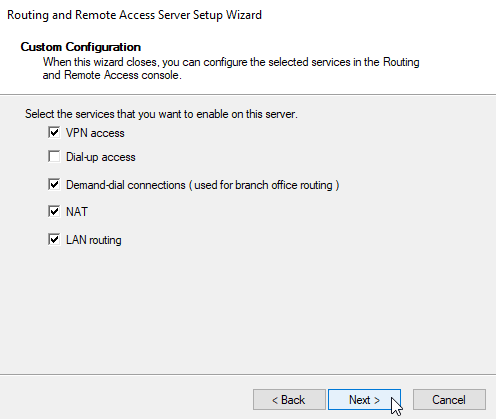 Routing and Remote Access Server Setup Wizard
Custom Configuration
When this wizard closes, you can configure the selected services in the Routing
and Remote Access console.
Select the services that you want to enable on this server.
VPN access
Dial-up access
Demand-dial connections ( used for branch office routing )
NAT
LAN routing
< Back
Next >
Cancel